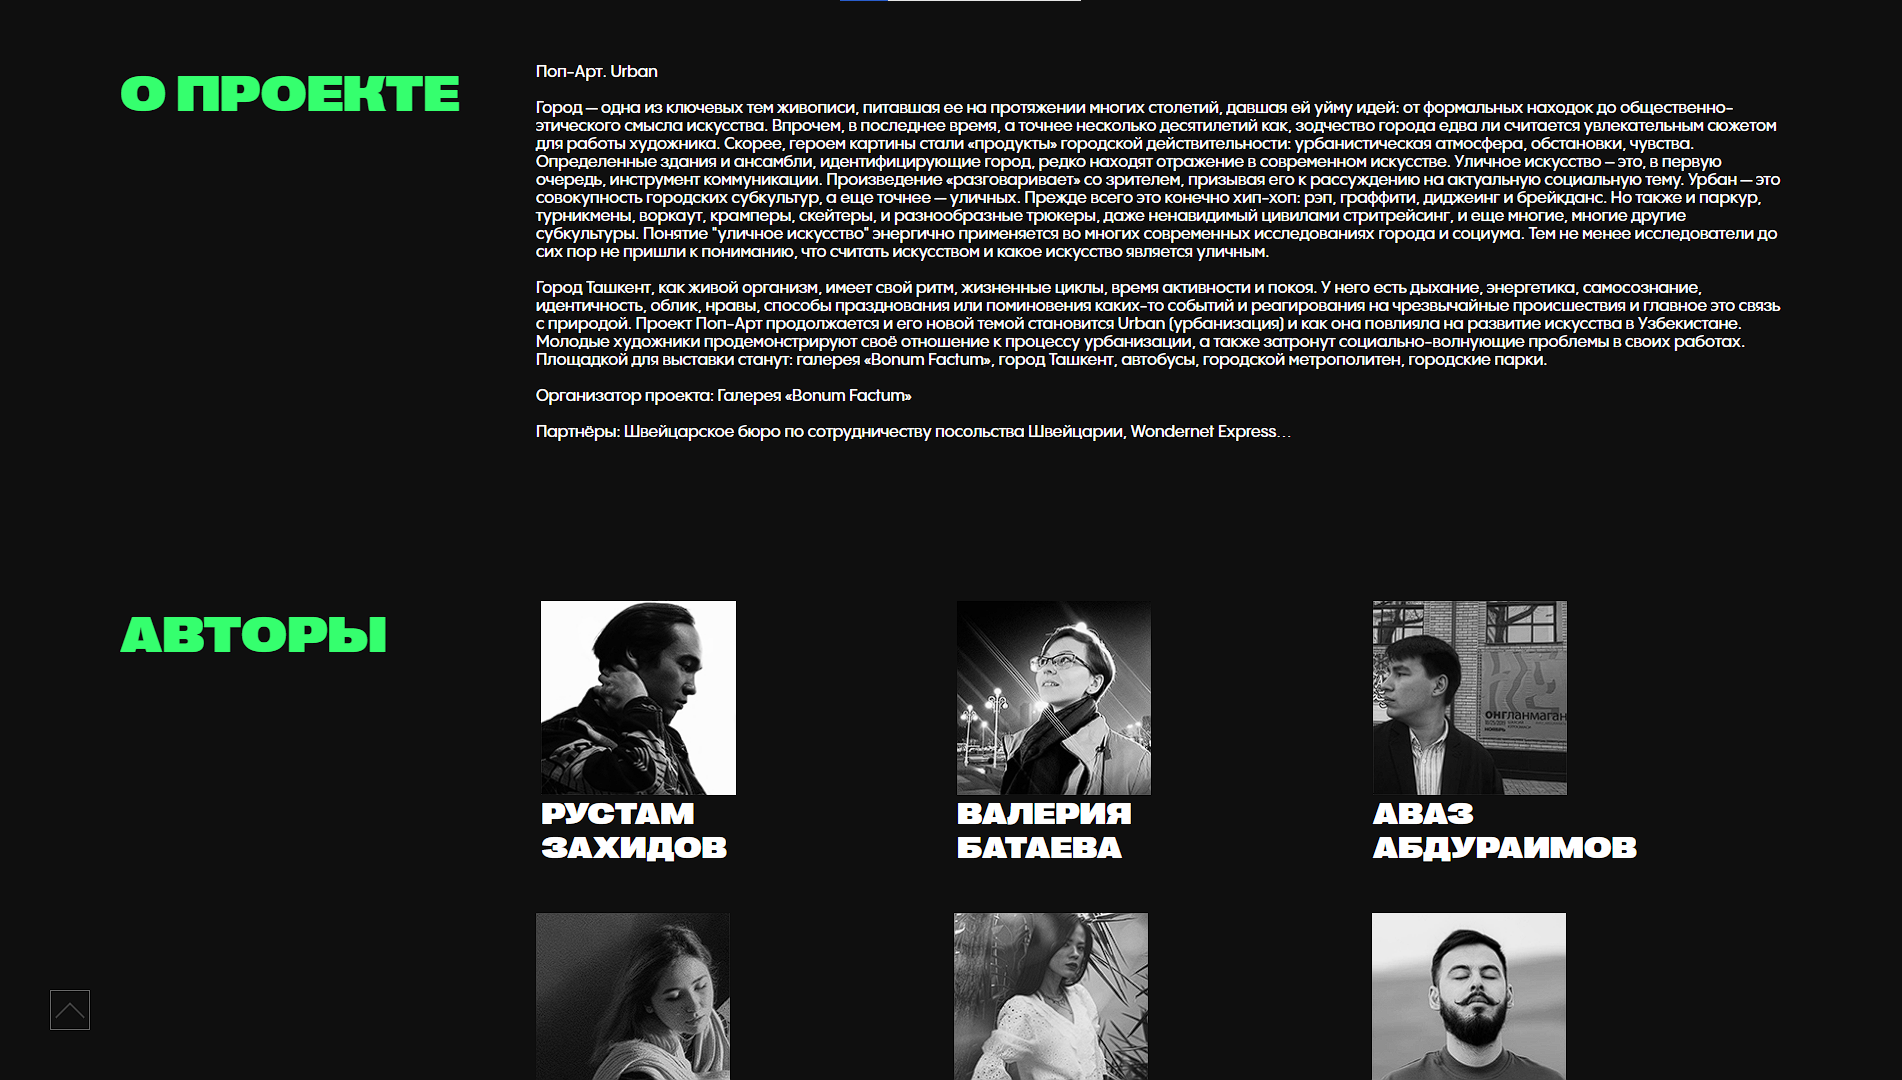 О ПРОЕКТЕ
Поп-Арт. Urban
Город — одна из ключевых тем живописи, питавшая ее на протяжении многих столетий, давшая ей уйму идей: от формальных находок до общественно-
этического смысла искусства. Впрочем, в последнее время, а точнее несколько десятилетий как, зодчество города едва ли считается увлекательным сюжетом
для работы художника. Скорее, героем картины стали «продукты» городской действительности: урбанистическая атмосфера, обстановки, чувства.
Определенные здания и ансамбли, идентифицирующие город, редко находят отражение в современном искусстве. Уличное искусство – это, в первую
очередь, инструмент коммуникации. Произведение «разговаривает» со зрителем, призывая его к рассуждению на актуальную социальную тему. Урбан — это
совокупность городских субкультур, а еще точнее — уличных. Прежде всего это конечно хип-хоп: рэп, граффити, диджеинг и брейкданс. Но также и паркур,
турникмены, воркаут, крамперы, скейтеры, и разнообразные трюкеры, даже ненавидимый цивилами стритрейсинг, и еще многие, многие другие
субкультуры. Понятие "уличное искусство" энергично применяется во многих современных исследованиях города и социума. Тем не менее исследователи до
сих пор не пришли к пониманию, что считать искусством и какое искусство является уличным.
Город Ташкент, как живой организм, имеет свой ритм, жизненные циклы, время активности и покоя. У него есть дыхание, энергетика, самосознание,
идентичность, облик, нравы, способы празднования или поминовения каких-то событий и реагирования на чрезвычайные происшествия и главное это связь
с природой. Проект Поп-Арт продолжается и его новой темой становится Urban (урбанизация) и как она повлияла на развитие искусства в Узбекистане.
Молодые художники продемонстрируют своё отношение к процессу урбанизации, а также затронут социально-волнующие проблемы в своих работах.
Площадкой для выставки станут: галерея «Bonum Factum», город Ташкент, автобусы, городской метрополитен, городские парки.
Организатор проекта: Галерея «Bonum Factum»
Партнёры: Швейцарское бюро по сотрудничеству посольства Швейцарии, Wondernet Express…
АВТОРЫ
онгланмаган
РУСТАМ
ЗАХИДОВ
ВАЛЕРИЯ
БАТАЕВА
АВАЗ
АБДУРАИМОВ